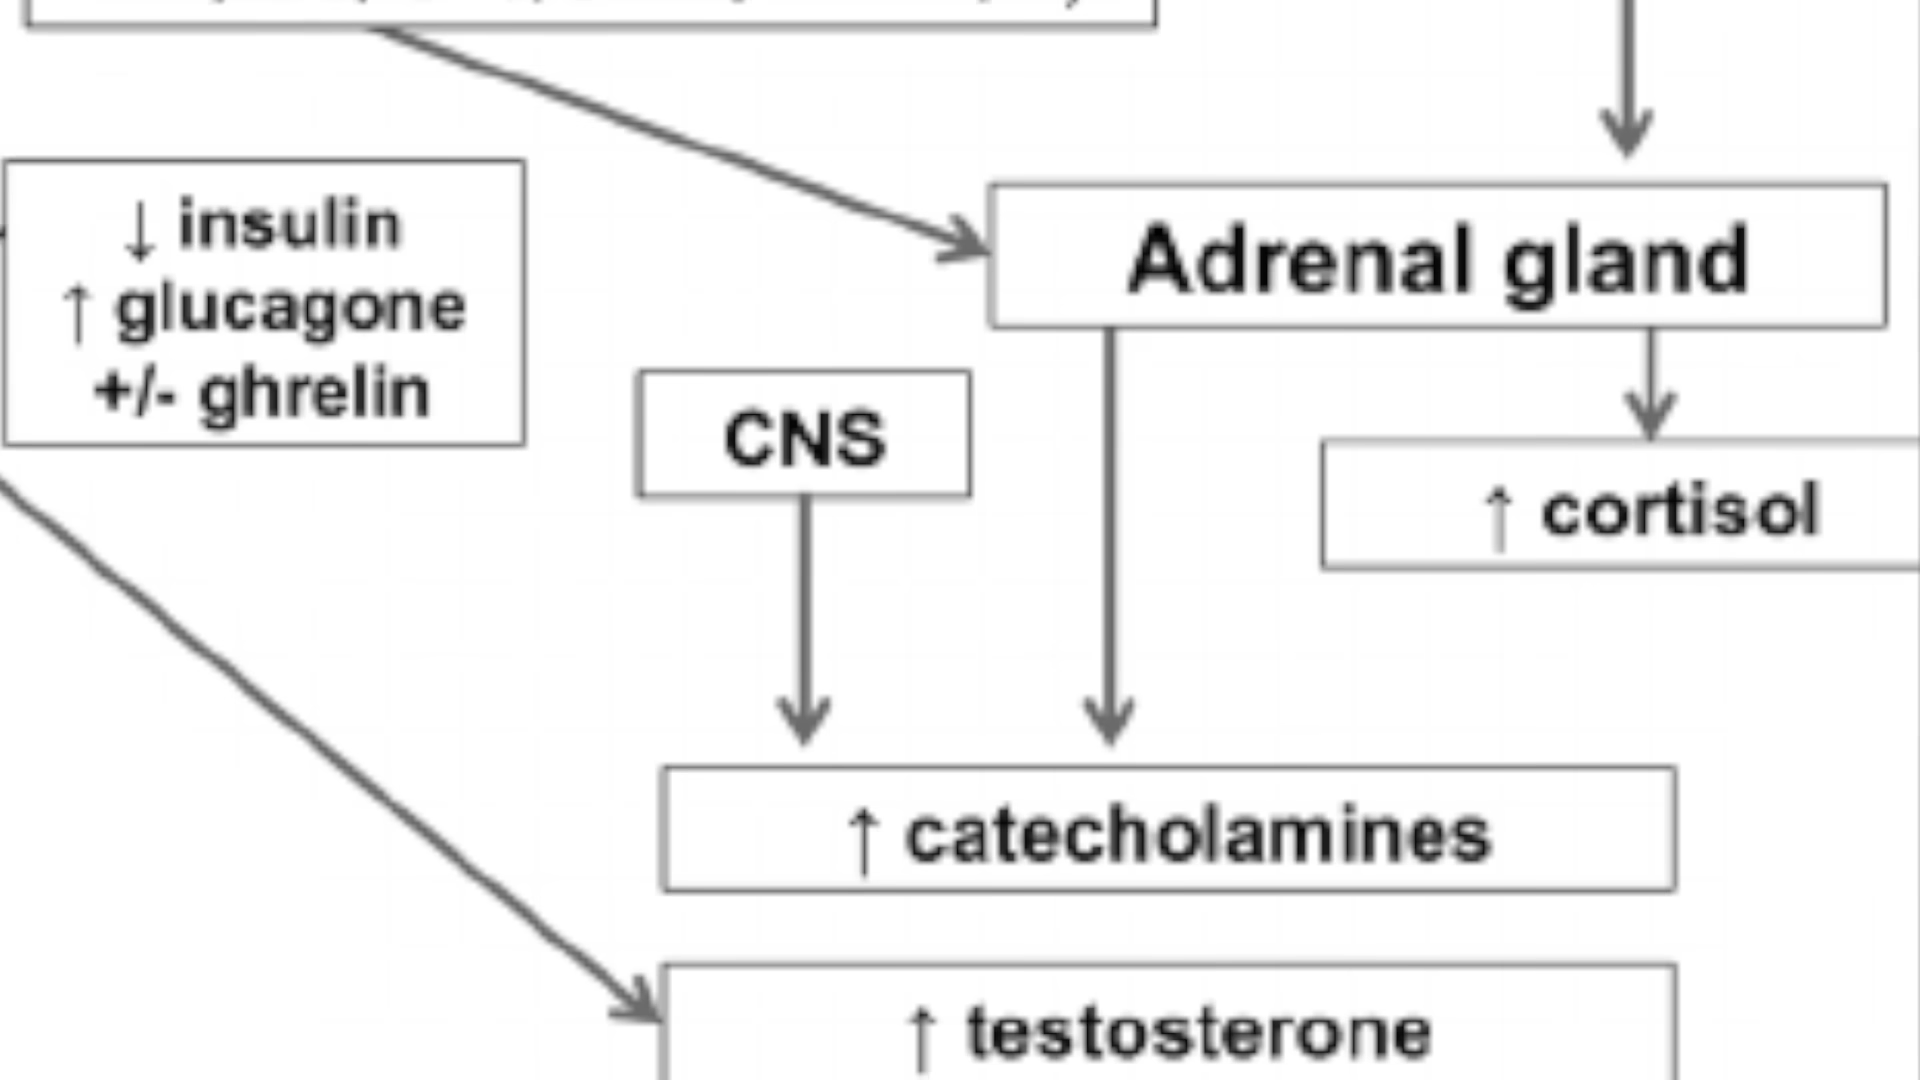 ↓ insulin
↑ glucagone
+/- ghrelin
Adrenal gland
CNS
↑ cortisol
↑ catecholamines
↑ testosterone